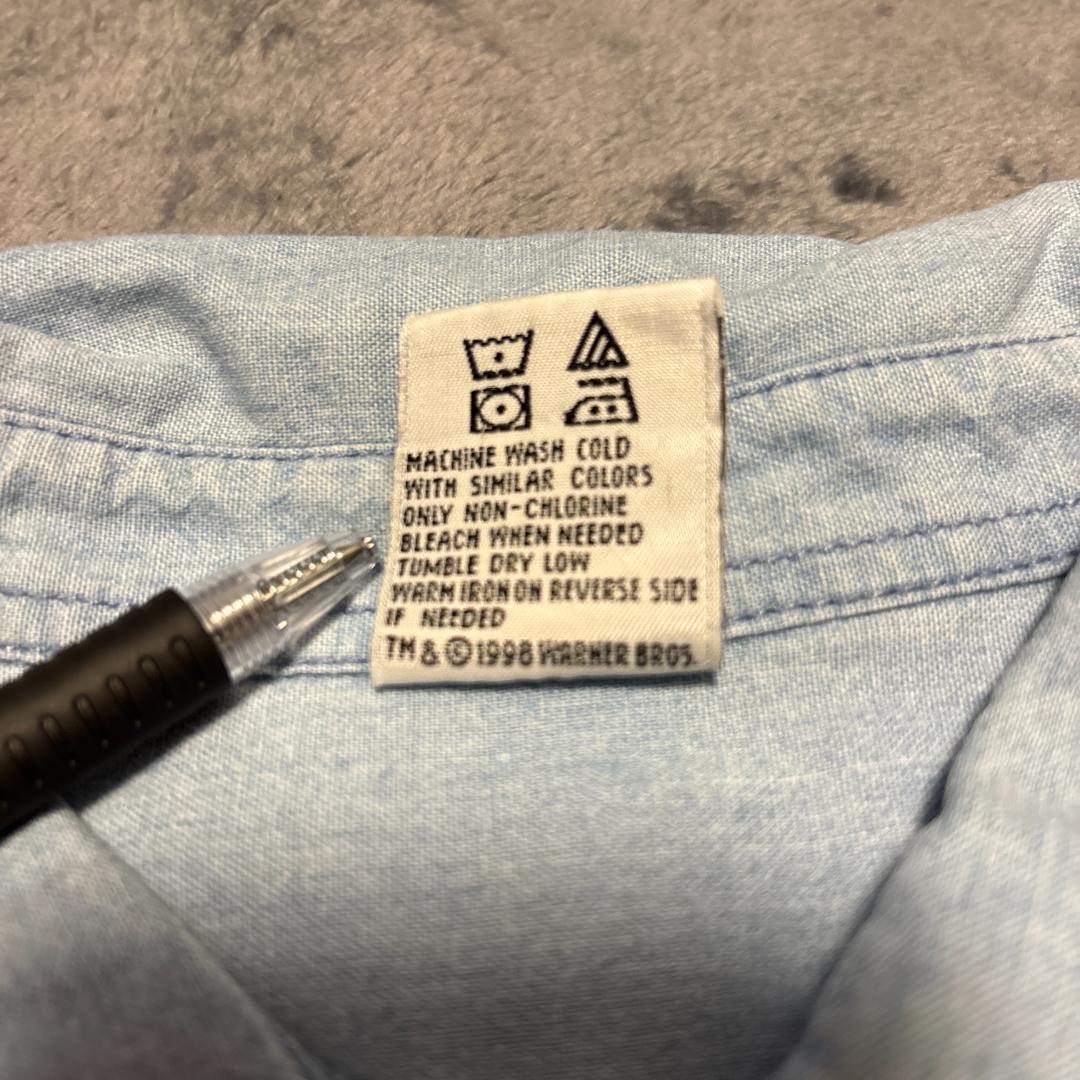 MACHINE WASH COLD
WITH SIMILAR COLORS
ONLY NON-CHLORINE
BLEACH WHEN NEEDED
TUMBLE DRY LOW
WARM IRON ON REVERSE SIDE
IF NEEDED
TM & © 1998 WARNER BROS.